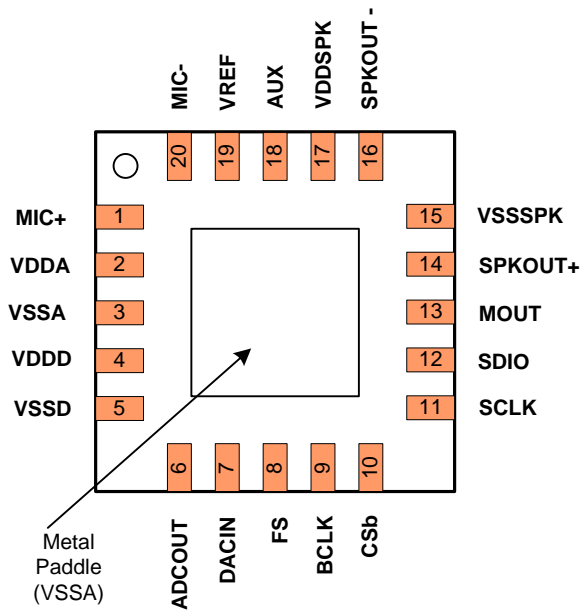 MIC-
VREF
AUX
VDDSPK
SPKOUT -
20
19
18
17
16
MIC+
1
VDDA
2
VSSA
3
VDDD
4
VSSD
5
15
VSSSPK
14
SPKOUT+
13
MOUT
12
SDIO
11
SCLK
6
7
8
9
10
ADCOUT
DACIN
FS
BCLK
CSb
Metal
Paddle
(VSSA)